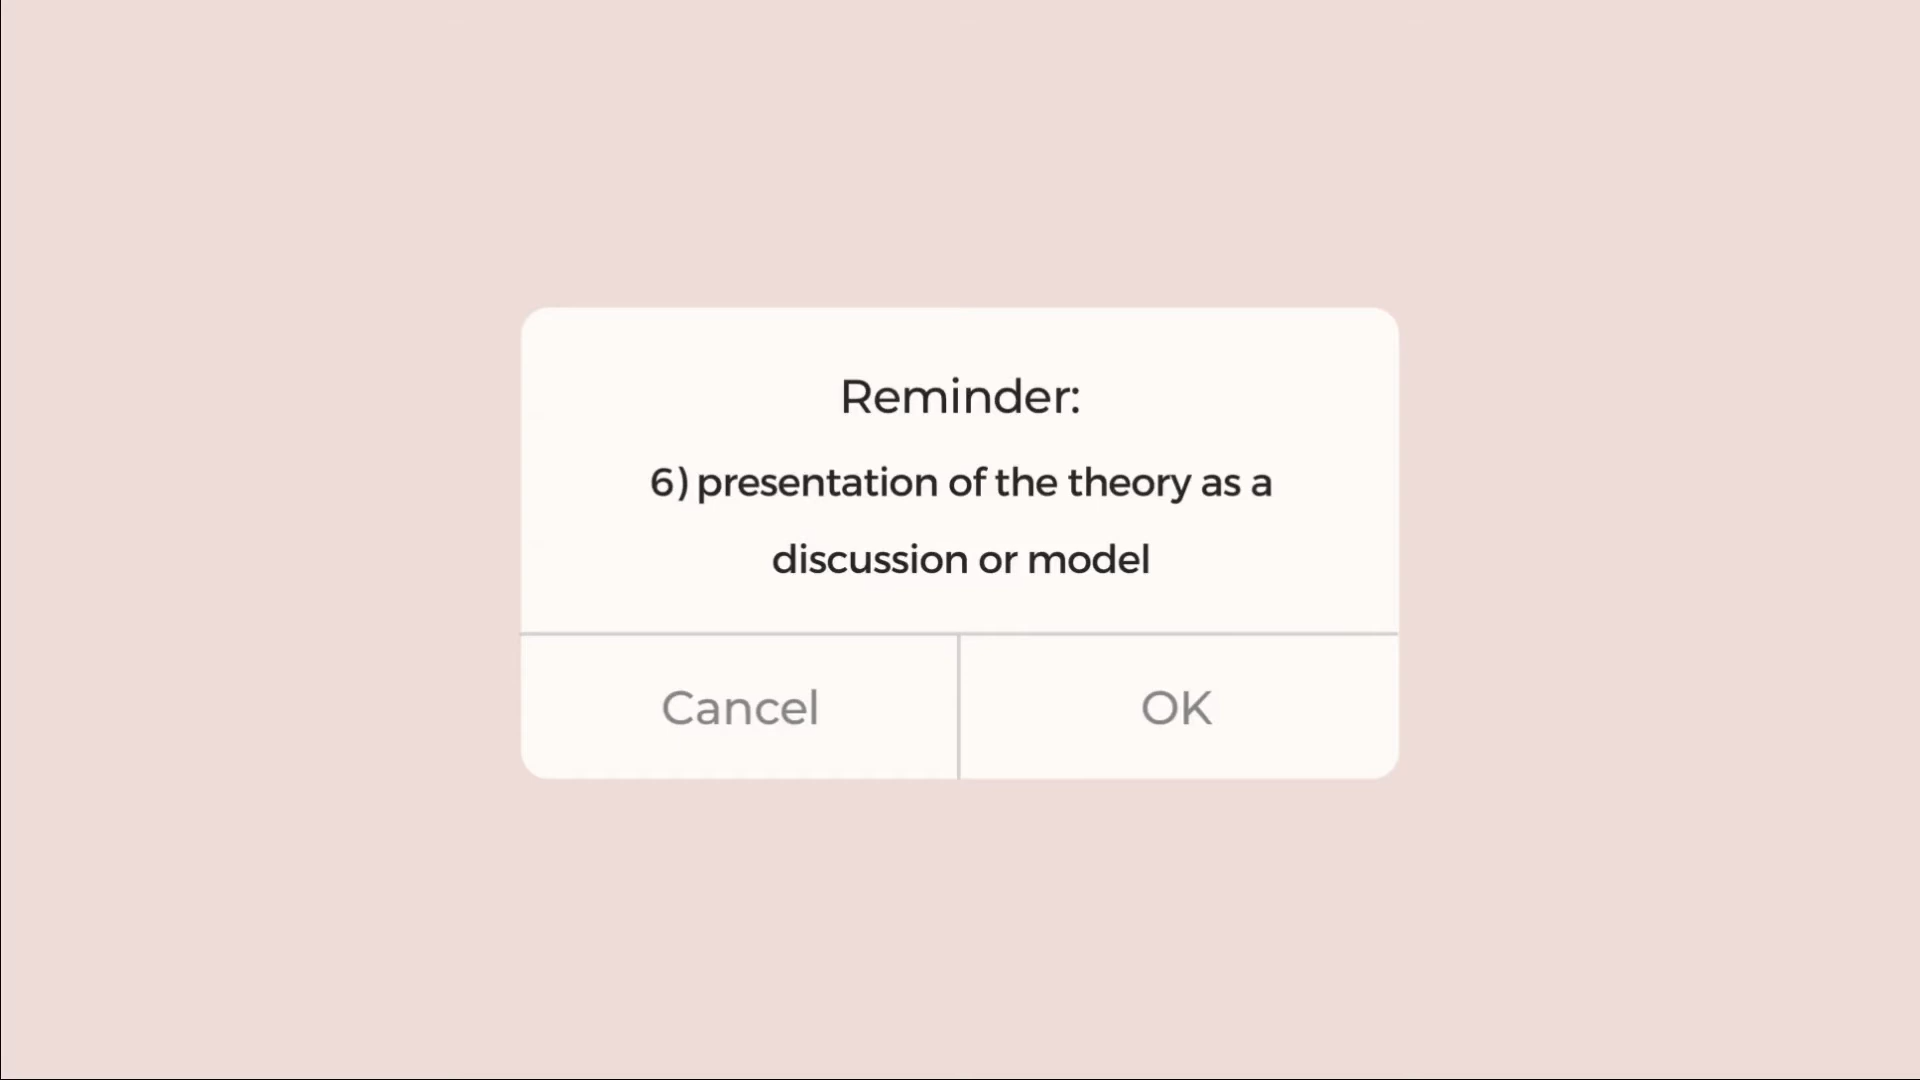 Reminder:
6) presentation of the theory as a
discussion or model
Cancel
OK